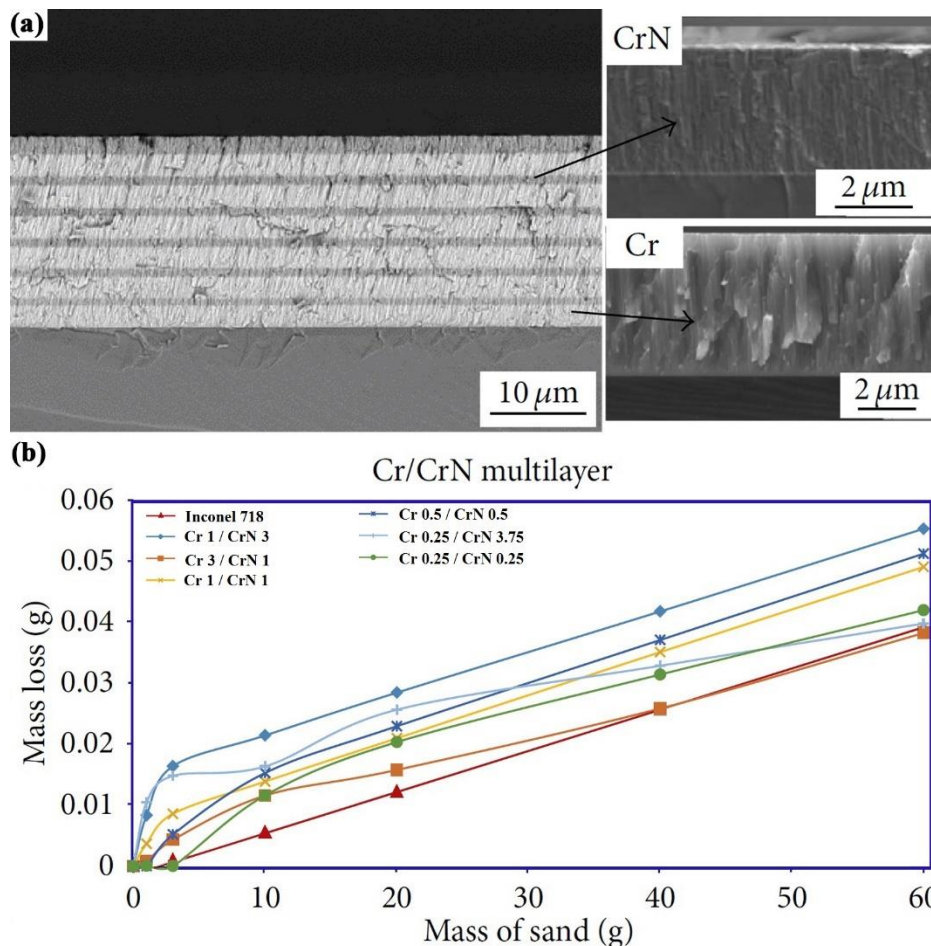 (a)
CrN
2 μm
Cr
10 μm
2 μm
(b)
Cr/CrN multilayer
0.06
0.05
0.04
0.03
0.02
0.01
0
Mass loss (g)
Inconel 718
Cr 1 / CrN 3
Cr 3 / CrN 1
Cr 1 / CrN 1
Cr 0.5 / CrN 0.5
Cr 0.25 / CrN 3.75
Cr 0.25 / CrN 0.25
0 10 20 30 40 50 60
Mass of sand (g)